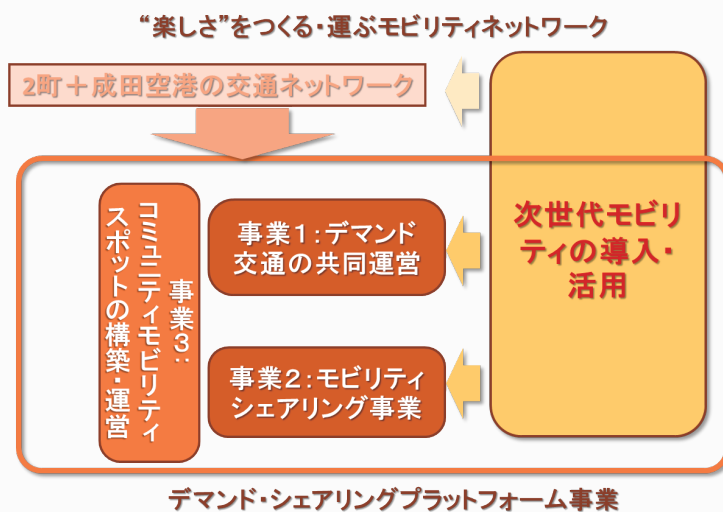 “楽しさ”をつくる・運ぶモビリティネットワーク
2町＋成田空港の交通ネットワーク
事業3：
コミュニティモビリティ
スポットの構築・運営
事業1：デマンド
交通の共同運営
事業2：モビリティ
シェアリング事業
次世代モビリ
ティの導入・
活用
デマンド・シェアリングプラットフォーム事業